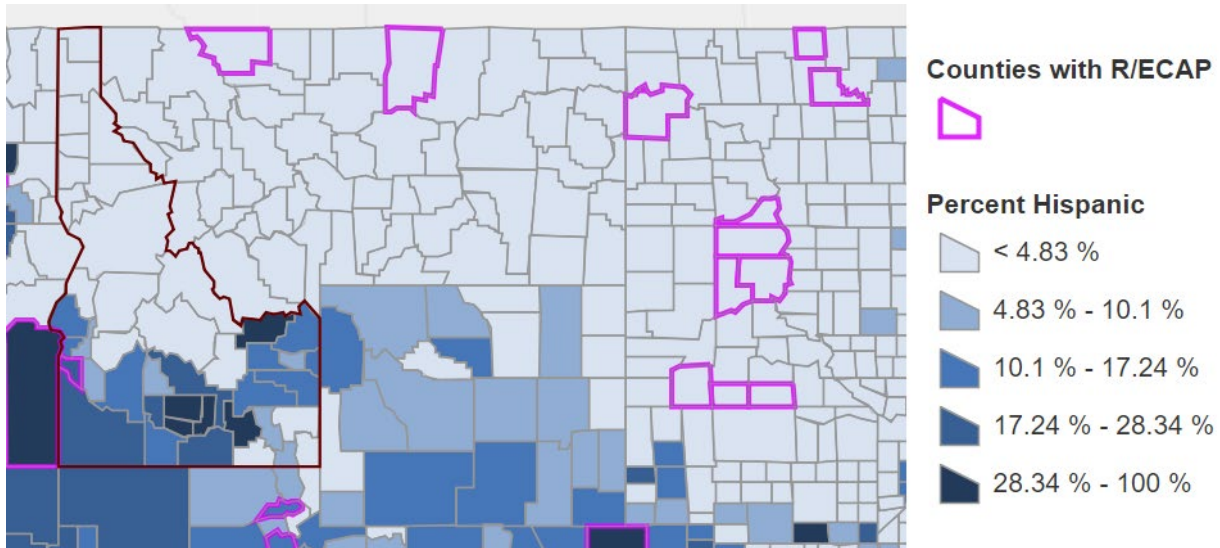 Counties with R/ECAP
Percent Hispanic
< 4.83 %
4.83 % - 10.1 %
10.1 % - 17.24 %
17.24 % - 28.34 %
28.34 % - 100 %